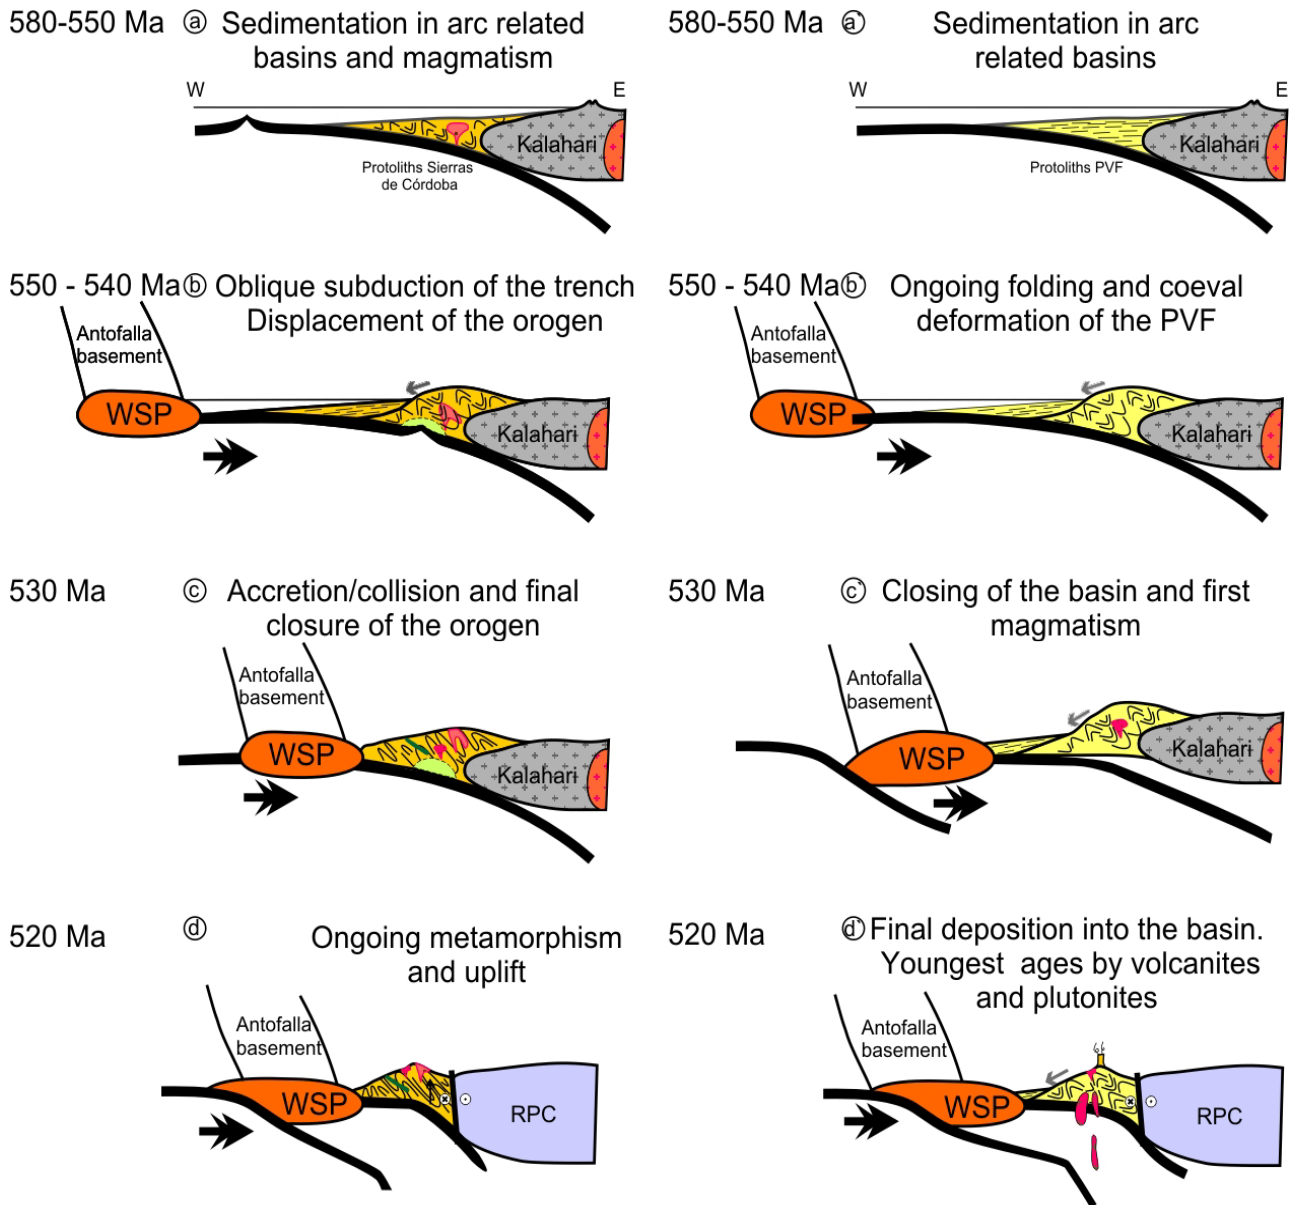 580-550 Ma ⓐ Sedimentation in arc related
basins and magmatism
W E
Kalahari
Protoliths Sierras
de Córdoba
580-550 Ma ⓐ` Sedimentation in arc
related basins
W E
Kalahari
Protoliths PVF
550 - 540 Ma ⓑ Oblique subduction of the trench
Displacement of the orogen
Antofalla
basement
WSP
Kalahari
550 - 540 Ma ⓑ` Ongoing folding and coeval
deformation of the PVF
Antofalla
basement
WSP
Kalahari
530 Ma ⓒ Accretion/collision and final
closure of the orogen
Antofalla
basement
WSP
Kalahari
530 Ma ⓒ` Closing of the basin and first
magmatism
Antofalla
basement
WSP
Kalahari
520 Ma ⓓ Ongoing metamorphism
and uplift
Antofalla
basement
WSP
RPC
520 Ma ⓓ` Final deposition into the basin.
Youngest ages by volcanites
and plutonites
Antofalla
basement
WSP
RPC